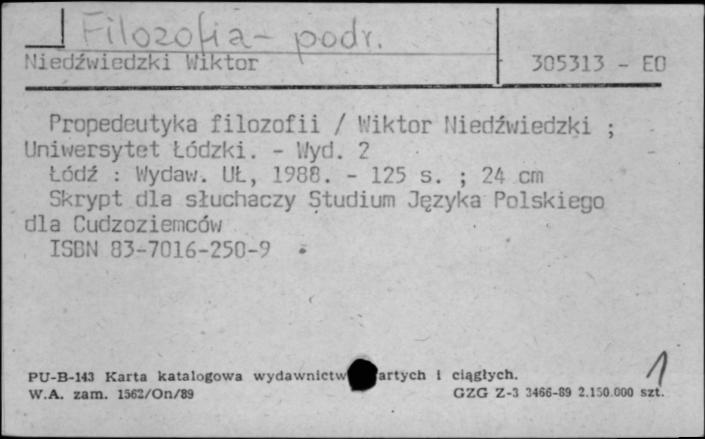 Filozofia - podr.
Niedźwiedzki Wiktor 305313 - EO
Propedeutyka filozofii / Wiktor Niedźwiedzki ;
Uniwersytet Łódzki. - Wyd. 2
Łódź : Wydaw. UŁ, 1988. - 125 s. ; 24 cm
Skrypt dla słuchaczy Studium Języka Polskiego
dla Cudzoziemców
ISBN 83-7016-250-9
1
PU-B-143 Karta katalogowa wydawnictw artych i ciągłych.
W.A. zam. 1562/On/89 GZG Z-3 3466-89 2.150.000 szt.